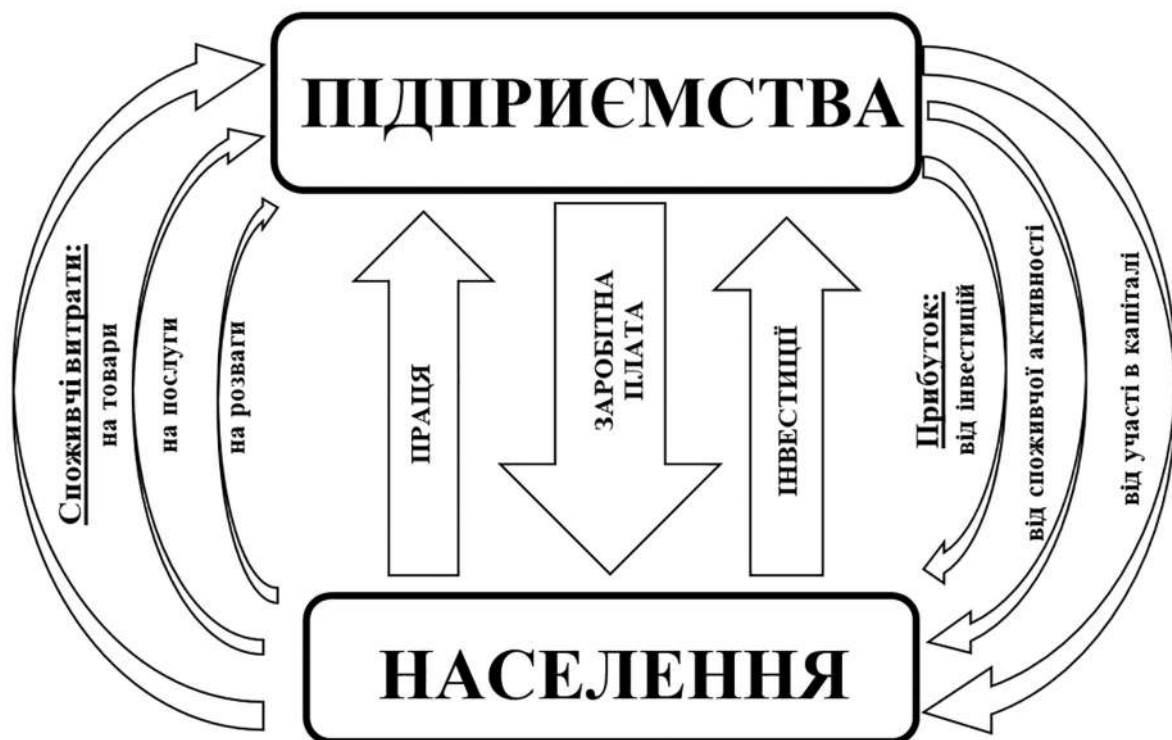 ПІДПРИЄМСТВА
Споживчі витрати:
на товари
на послуги
на розваги
ПРАЦЯ
ЗАРОБІТНА
ПЛАТА
ІНВЕСТИЦІЇ
Прибуток:
від інвестицій
від споживчої активності
від участі в капіталі
НАСЕЛЕННЯ